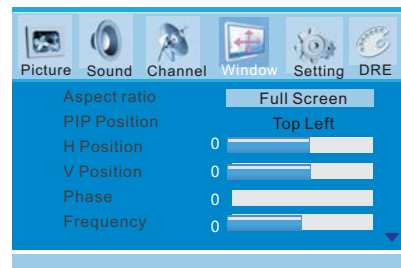 Picture Sound Channel Window Setting DRE
Aspect ratio Full Screen
PIP Position Top Left
H Position 0
V Position 0
Phase 0
Frequency 0